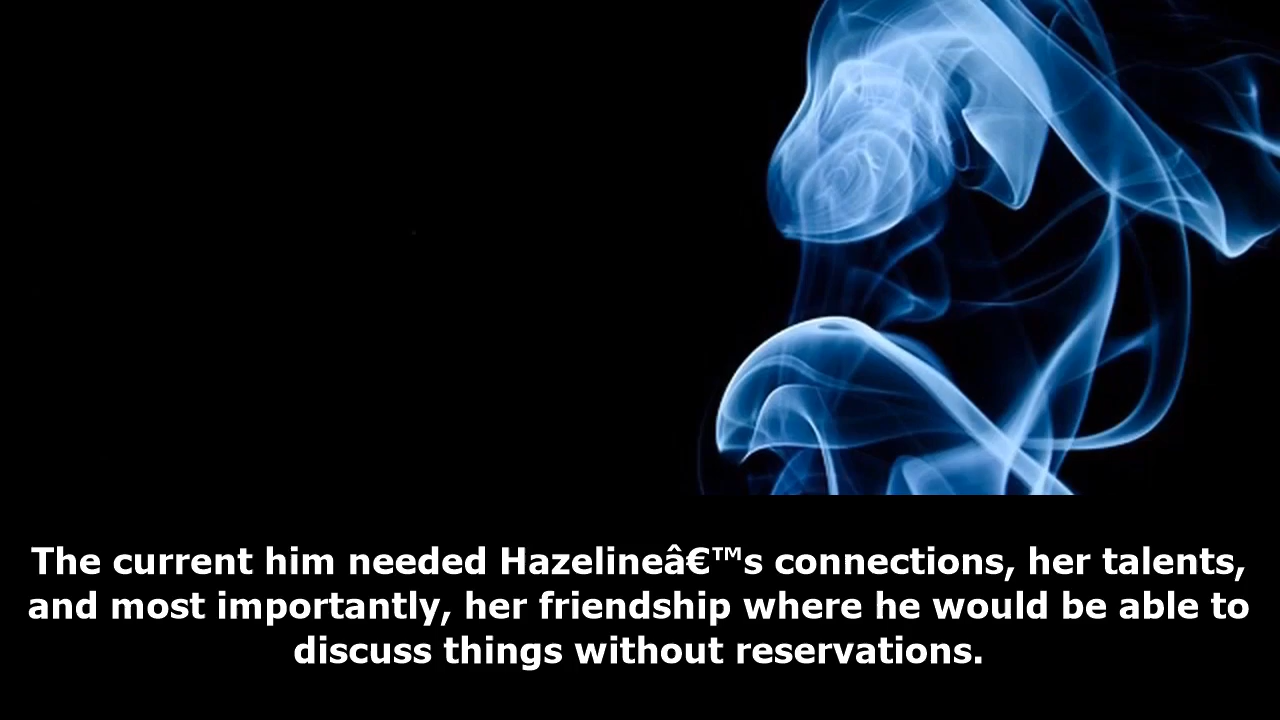 The current him needed Hazelineâ€™s connections, her talents,
and most importantly, her friendship where he would be able to
discuss things without reservations.